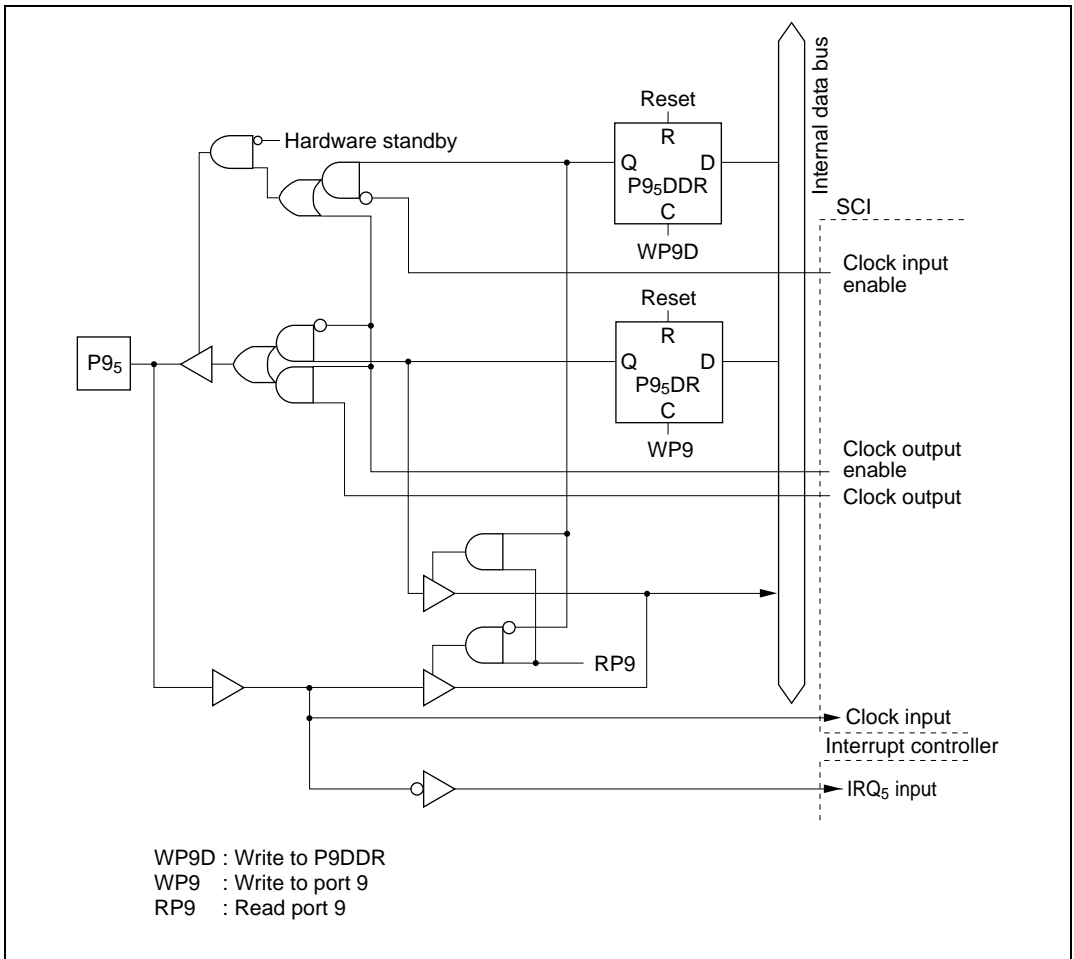 Internal data bus
Reset
Hardware standby
R
Q D
P9₅DDR
C
WP9D
SCI
Clock input
enable
Reset
R
P9₅
Q D
P9₅DR
C
WP9
Clock output
enable
Clock output
RP9
Clock input
Interrupt controller
IRQ₅ input
WP9D : Write to P9DDR
WP9 : Write to port 9
RP9 : Read port 9